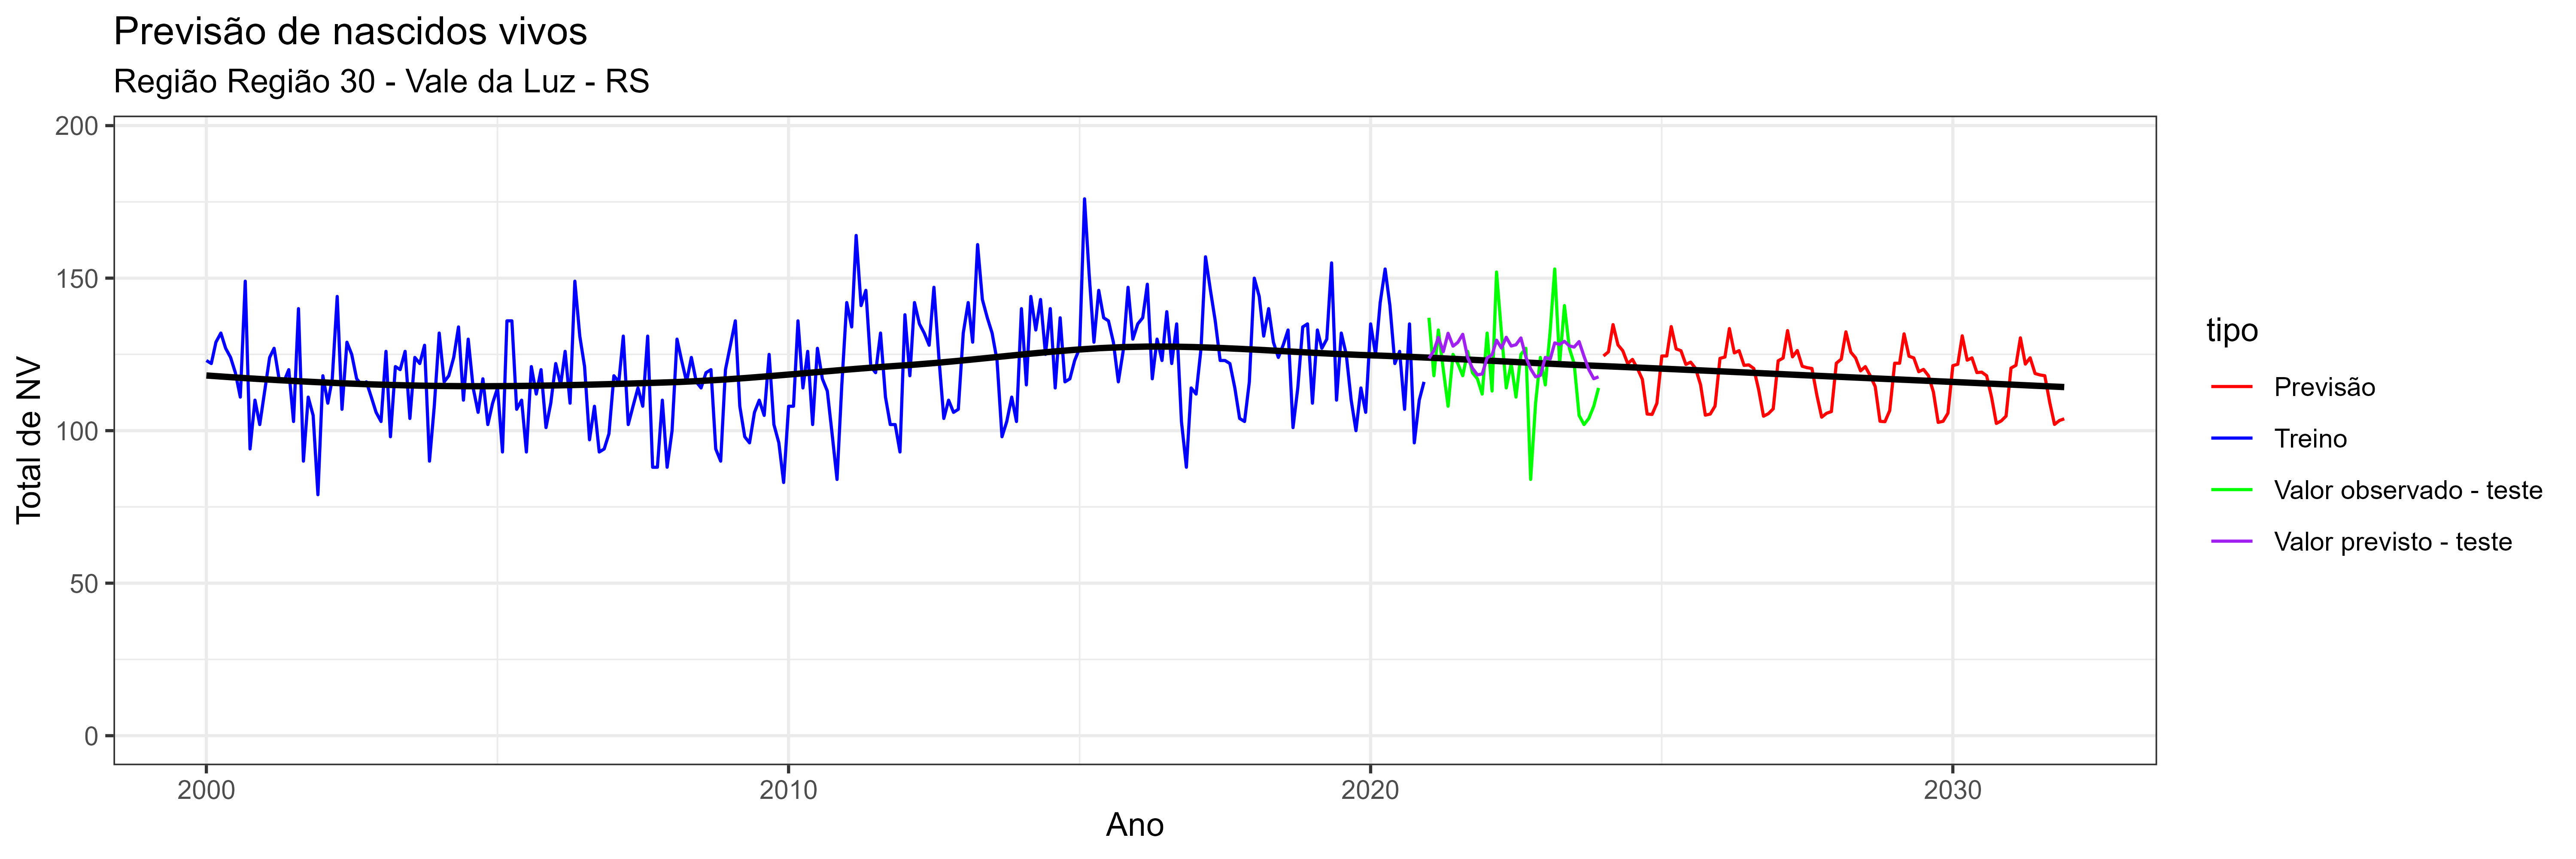 Previsão de nascidos vivos
Região Região 30 - Vale da Luz - RS
Total de NV
200
150
100
50
0
2000
2010
2020
2030
Ano
tipo
Previsão
Treino
Valor observado - teste
Valor previsto - teste